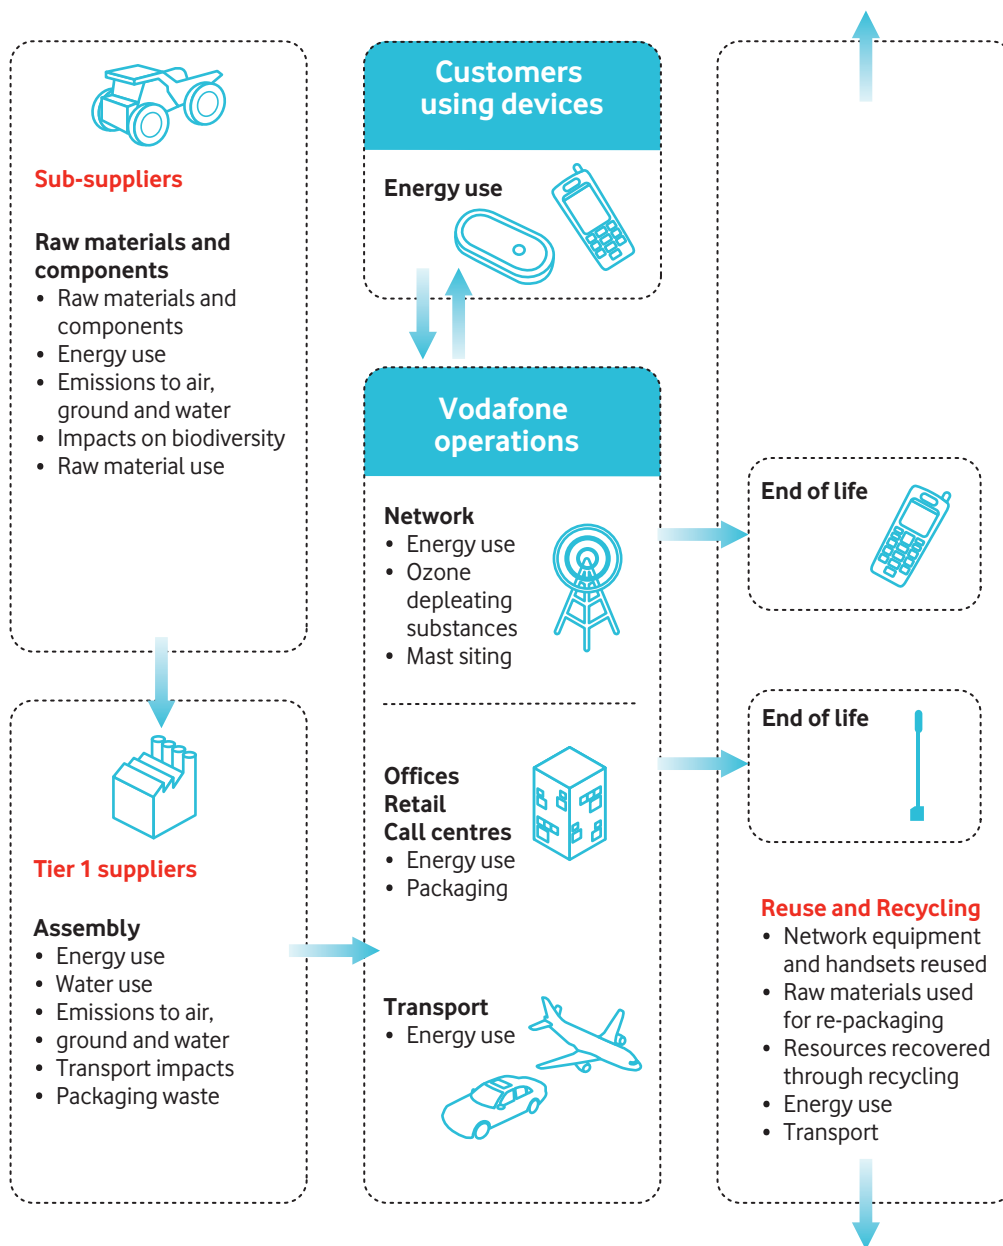 Sub-suppliers
Raw materials and
components
• Raw materials and
components
• Energy use
• Emissions to air,
ground and water
• Impacts on biodiversity
• Raw material use
Tier 1 suppliers
Assembly
• Energy use
• Water use
• Emissions to air,
• ground and water
• Transport impacts
• Packaging waste
Customers
using devices
Energy use
Vodafone
operations
Network
• Energy use
• Ozone
depleating
substances
• Mast siting
Offices
Retail
Call centres
• Energy use
• Packaging
Transport
• Energy use
End of life
End of life
Reuse and Recycling
• Network equipment
and handsets reused
• Raw materials used
for re-packaging
• Resources recovered
through recycling
• Energy use
• Transport